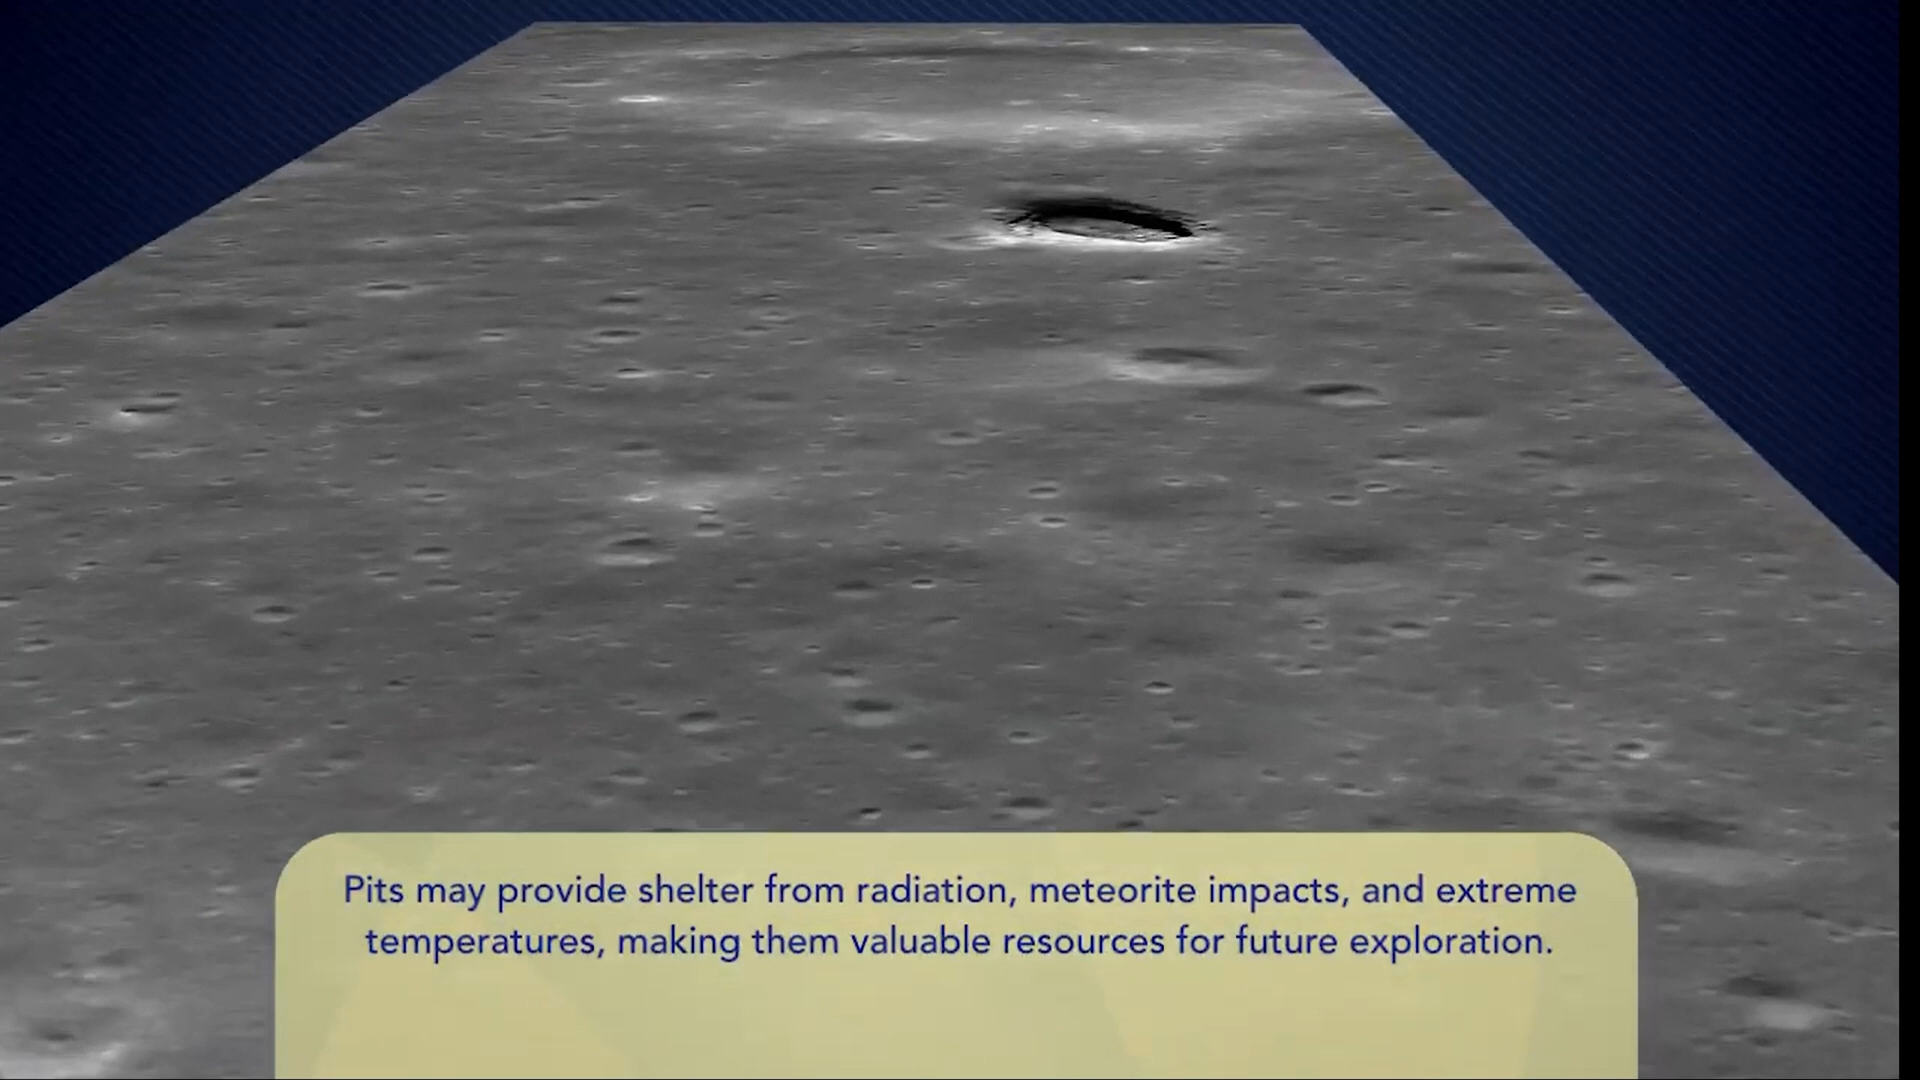 Pits may provide shelter from radiation, meteorite impacts, and extreme
temperatures, making them valuable resources for future exploration.